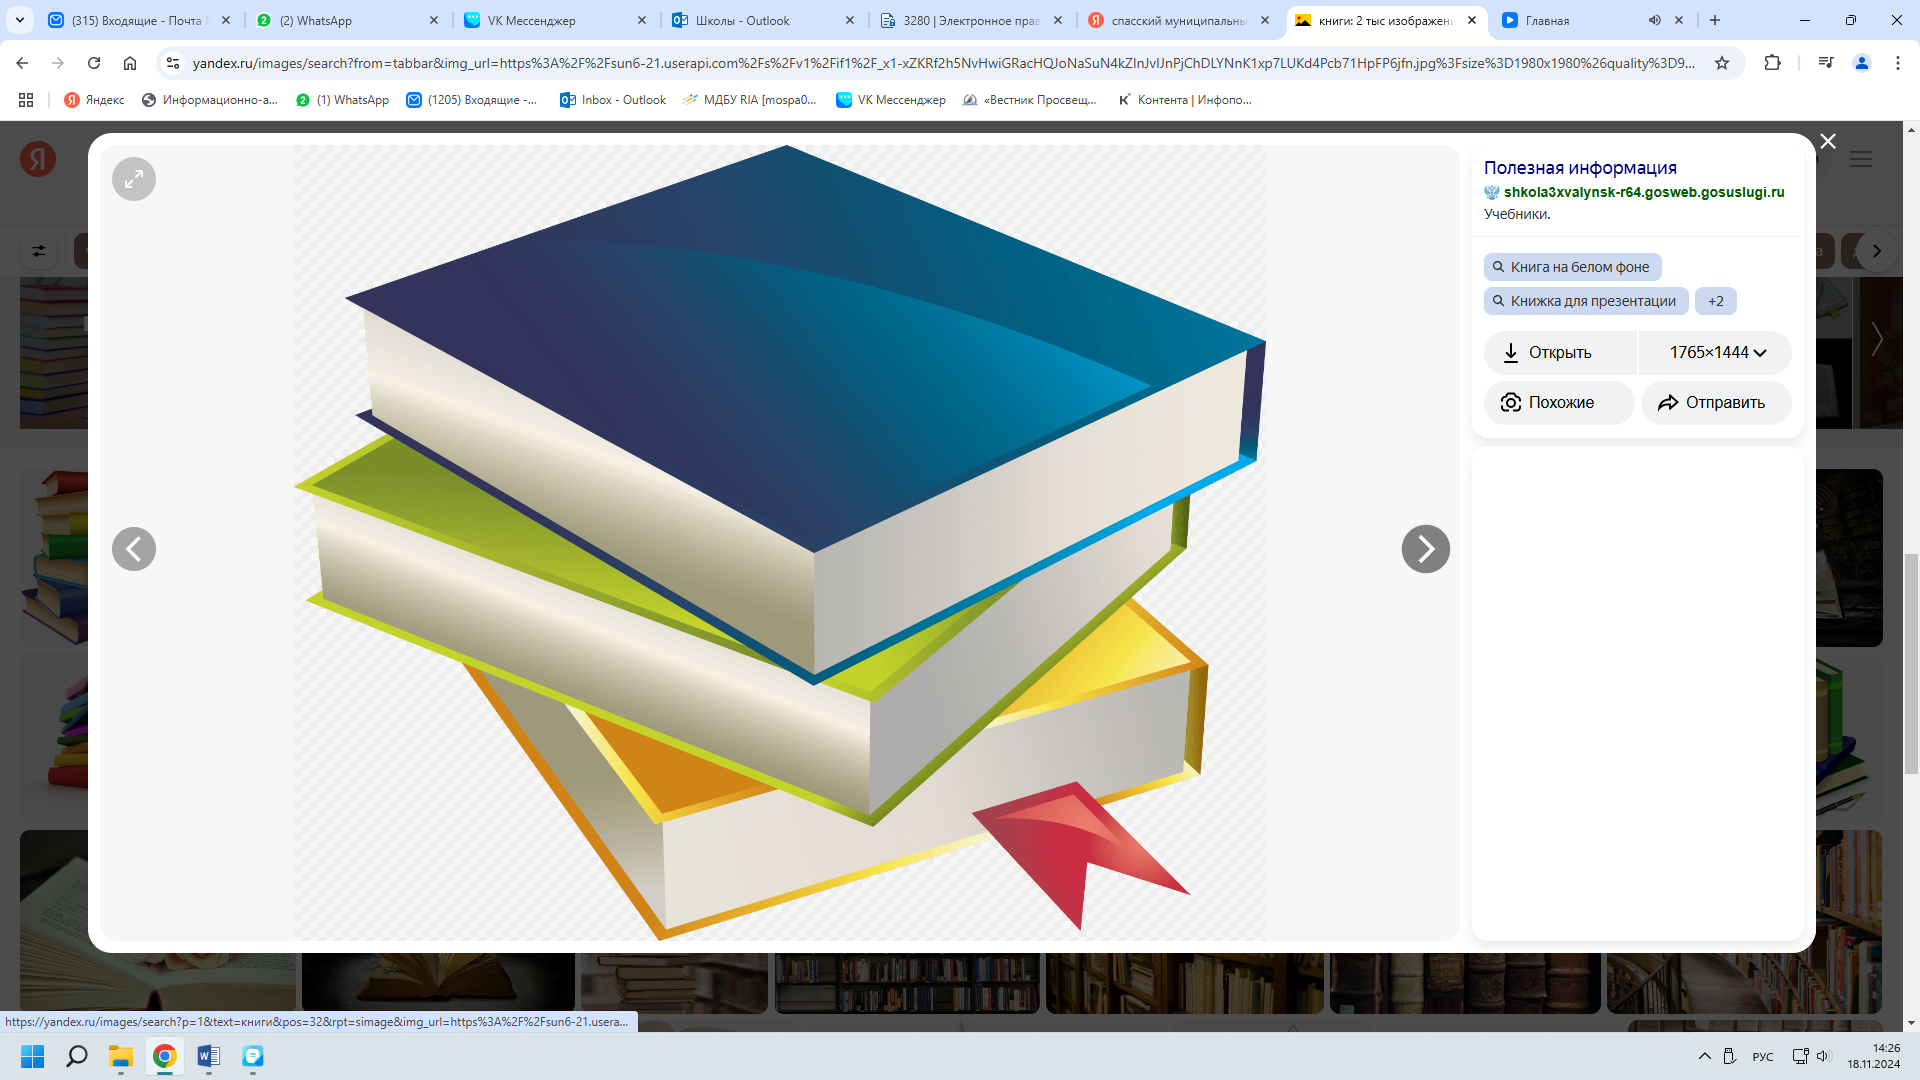 (315) Входящие - Почта
(2) WhatsApp
VK Мессенджер
Школы - Outlook
3280 | Электронное прав
спасский муниципальнь
книги: 2 тыс изображени
Главная
yandex.ru/images/search?from=tabbar&img_url=https%3A%2F%2Fsun6-21.userapi.com%2Fs%2Fv1%2Fif1%2F_x1-xZKRf2h5NvHwiGRacHQJoNaSuN4kZlnJvlJnPjChDLYNnK1xp7LUKd4Pcb71HpFP6jfn.jpg%3Fsize%3D1980x1980%26quality%3D9...
Яндекс
Информационно-а...
(1) WhatsApp
(1205) Входящие -...
Inbox - Outlook
МДБУ RIA [mospa0...
VK Мессенджер
«Вестник Просвещ...
Контента | Инфопо...
Полезная информация
shkola3xvalynsk-r64.gosweb.gosuslugi.ru
Учебники.
Книга на белом фоне
Книжка для презентации
+2
Открыть
1765×1444
Похожие
Отправить
https://yandex.ru/images/search?p=1&text=книги&pos=32&rpt=simage&img_url=https%3A%2F%2Fsun6-21.usera...
РУС
14:26
18.11.2024